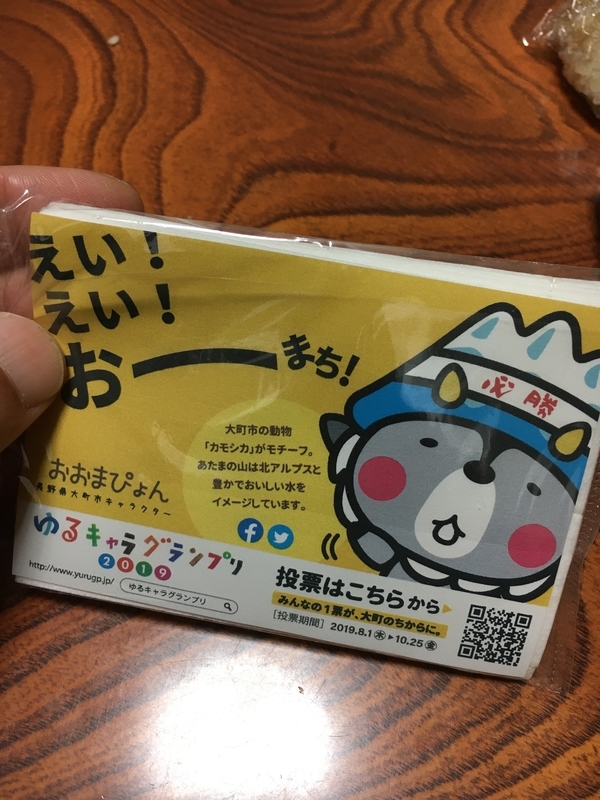 えい!
えい!
おーまち!
必勝
大町市の動物
「カモシカ」がモチーフ。
あたまの山は北アルプスと
豊かでおいしい水を
イメージしています。
おおまぴょん
長野県大町市キャラクター
ゆるキャラグランプリ
2019
http://www.yurugp.jp/
ゆるキャラグランプリ
投票はこちらから
みんなの1票が、大町のちからに。
[投票期間] 2019.8.1㊍▶10.25㊎